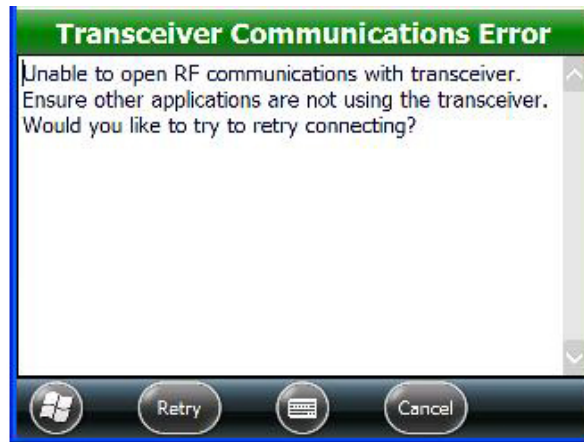 Transceiver Communications Error
Unable to open RF communications with transceiver.
Ensure other applications are not using the transceiver.
Would you like to try to retry connecting?
Retry
Cancel